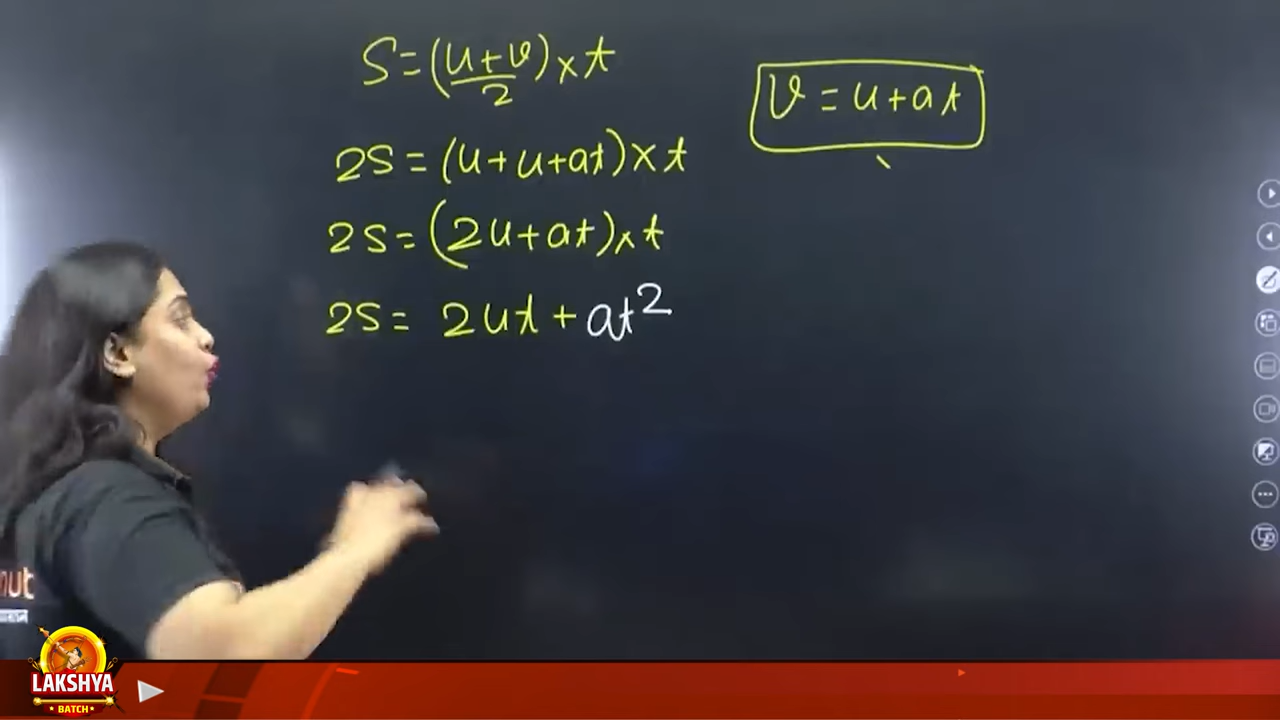 S=(u+v/2)×t
v=u+at
2S=(u+u+at)×t
2S=(2u+at)×t
2S= 2ut+at²
LAKSHYA
BATCH